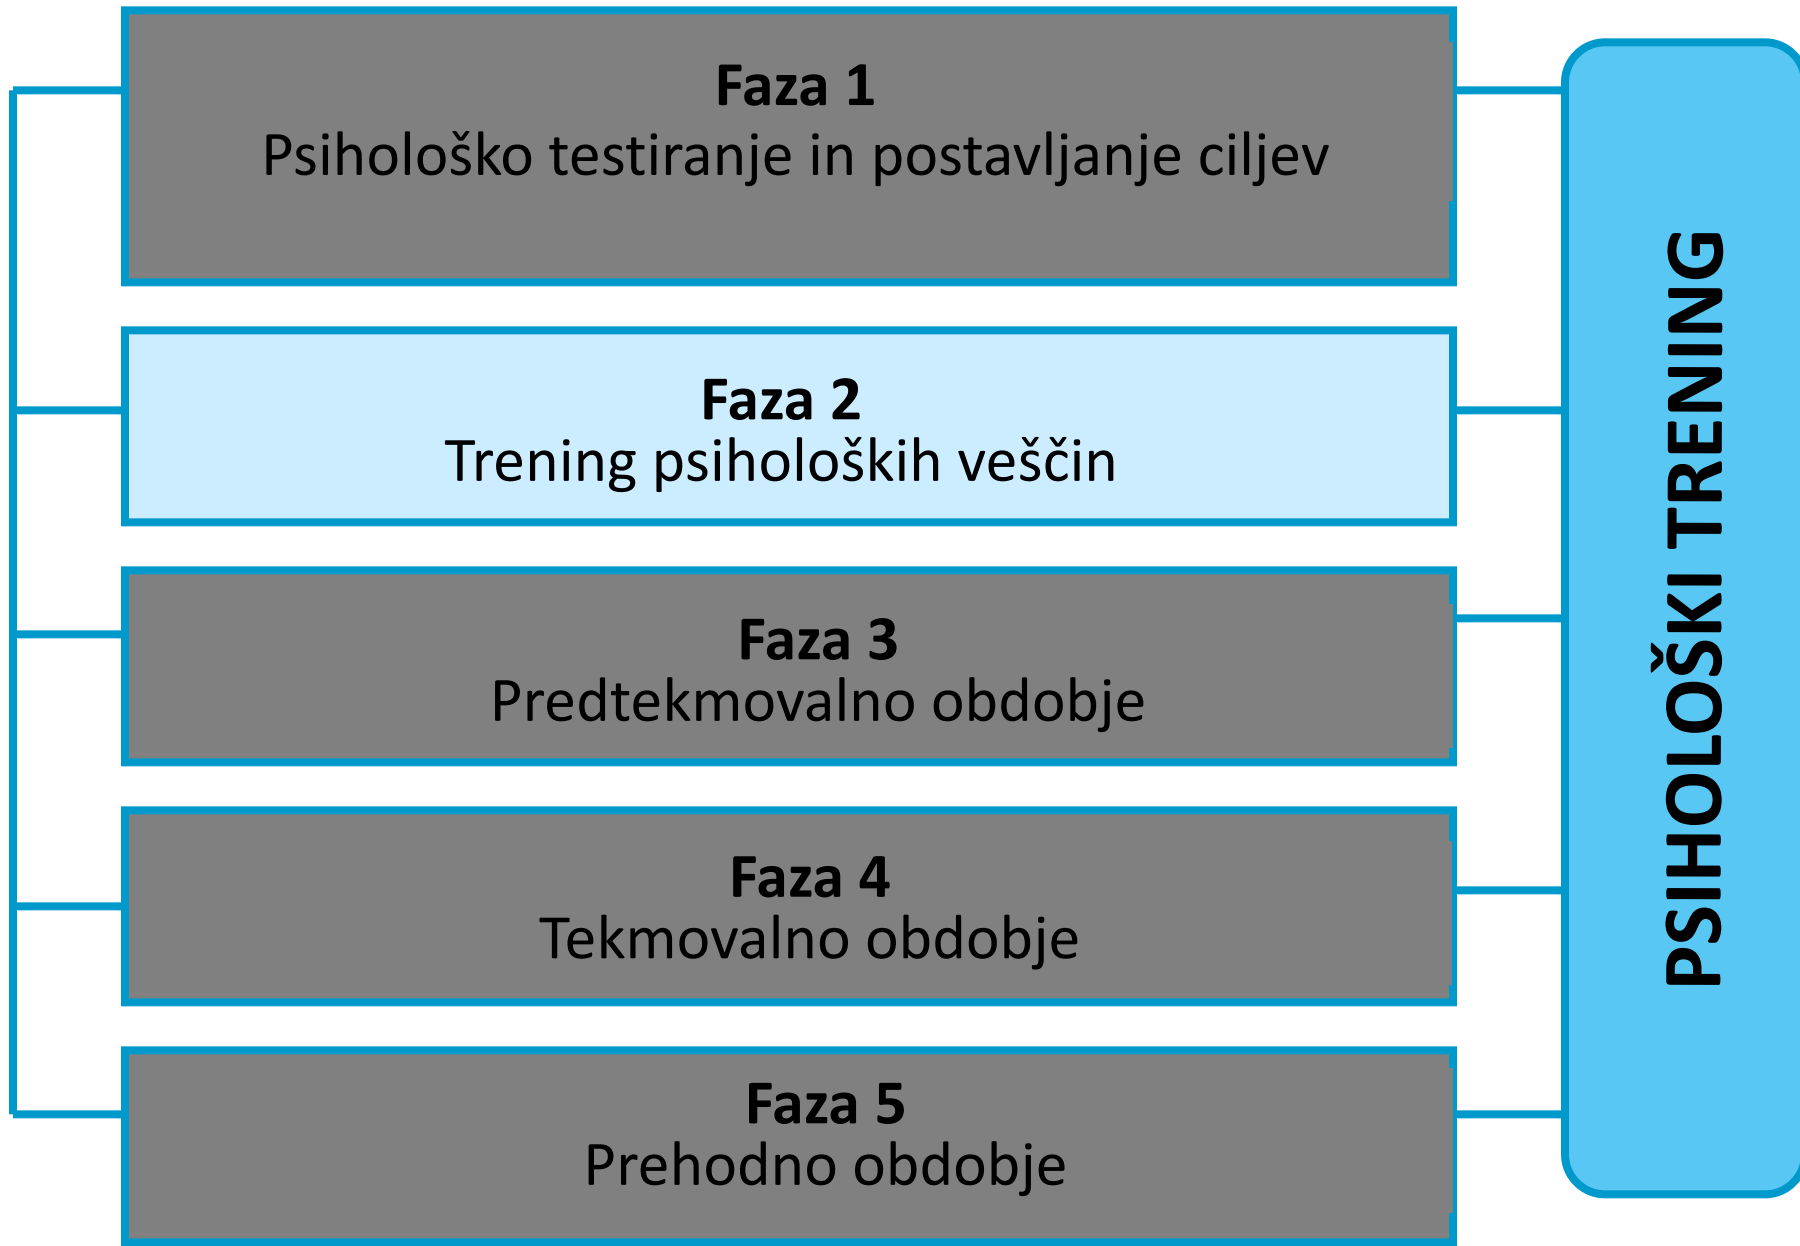 Faza 1
Psihološko testiranje in postavljanje ciljev
Faza 2
Trening psiholoških veščin
Faza 3
Predtekmovalno obdobje
Faza 4
Tekmovalno obdobje
Faza 5
Prehodno obdobje
PSIHOLOŠKI TRENING